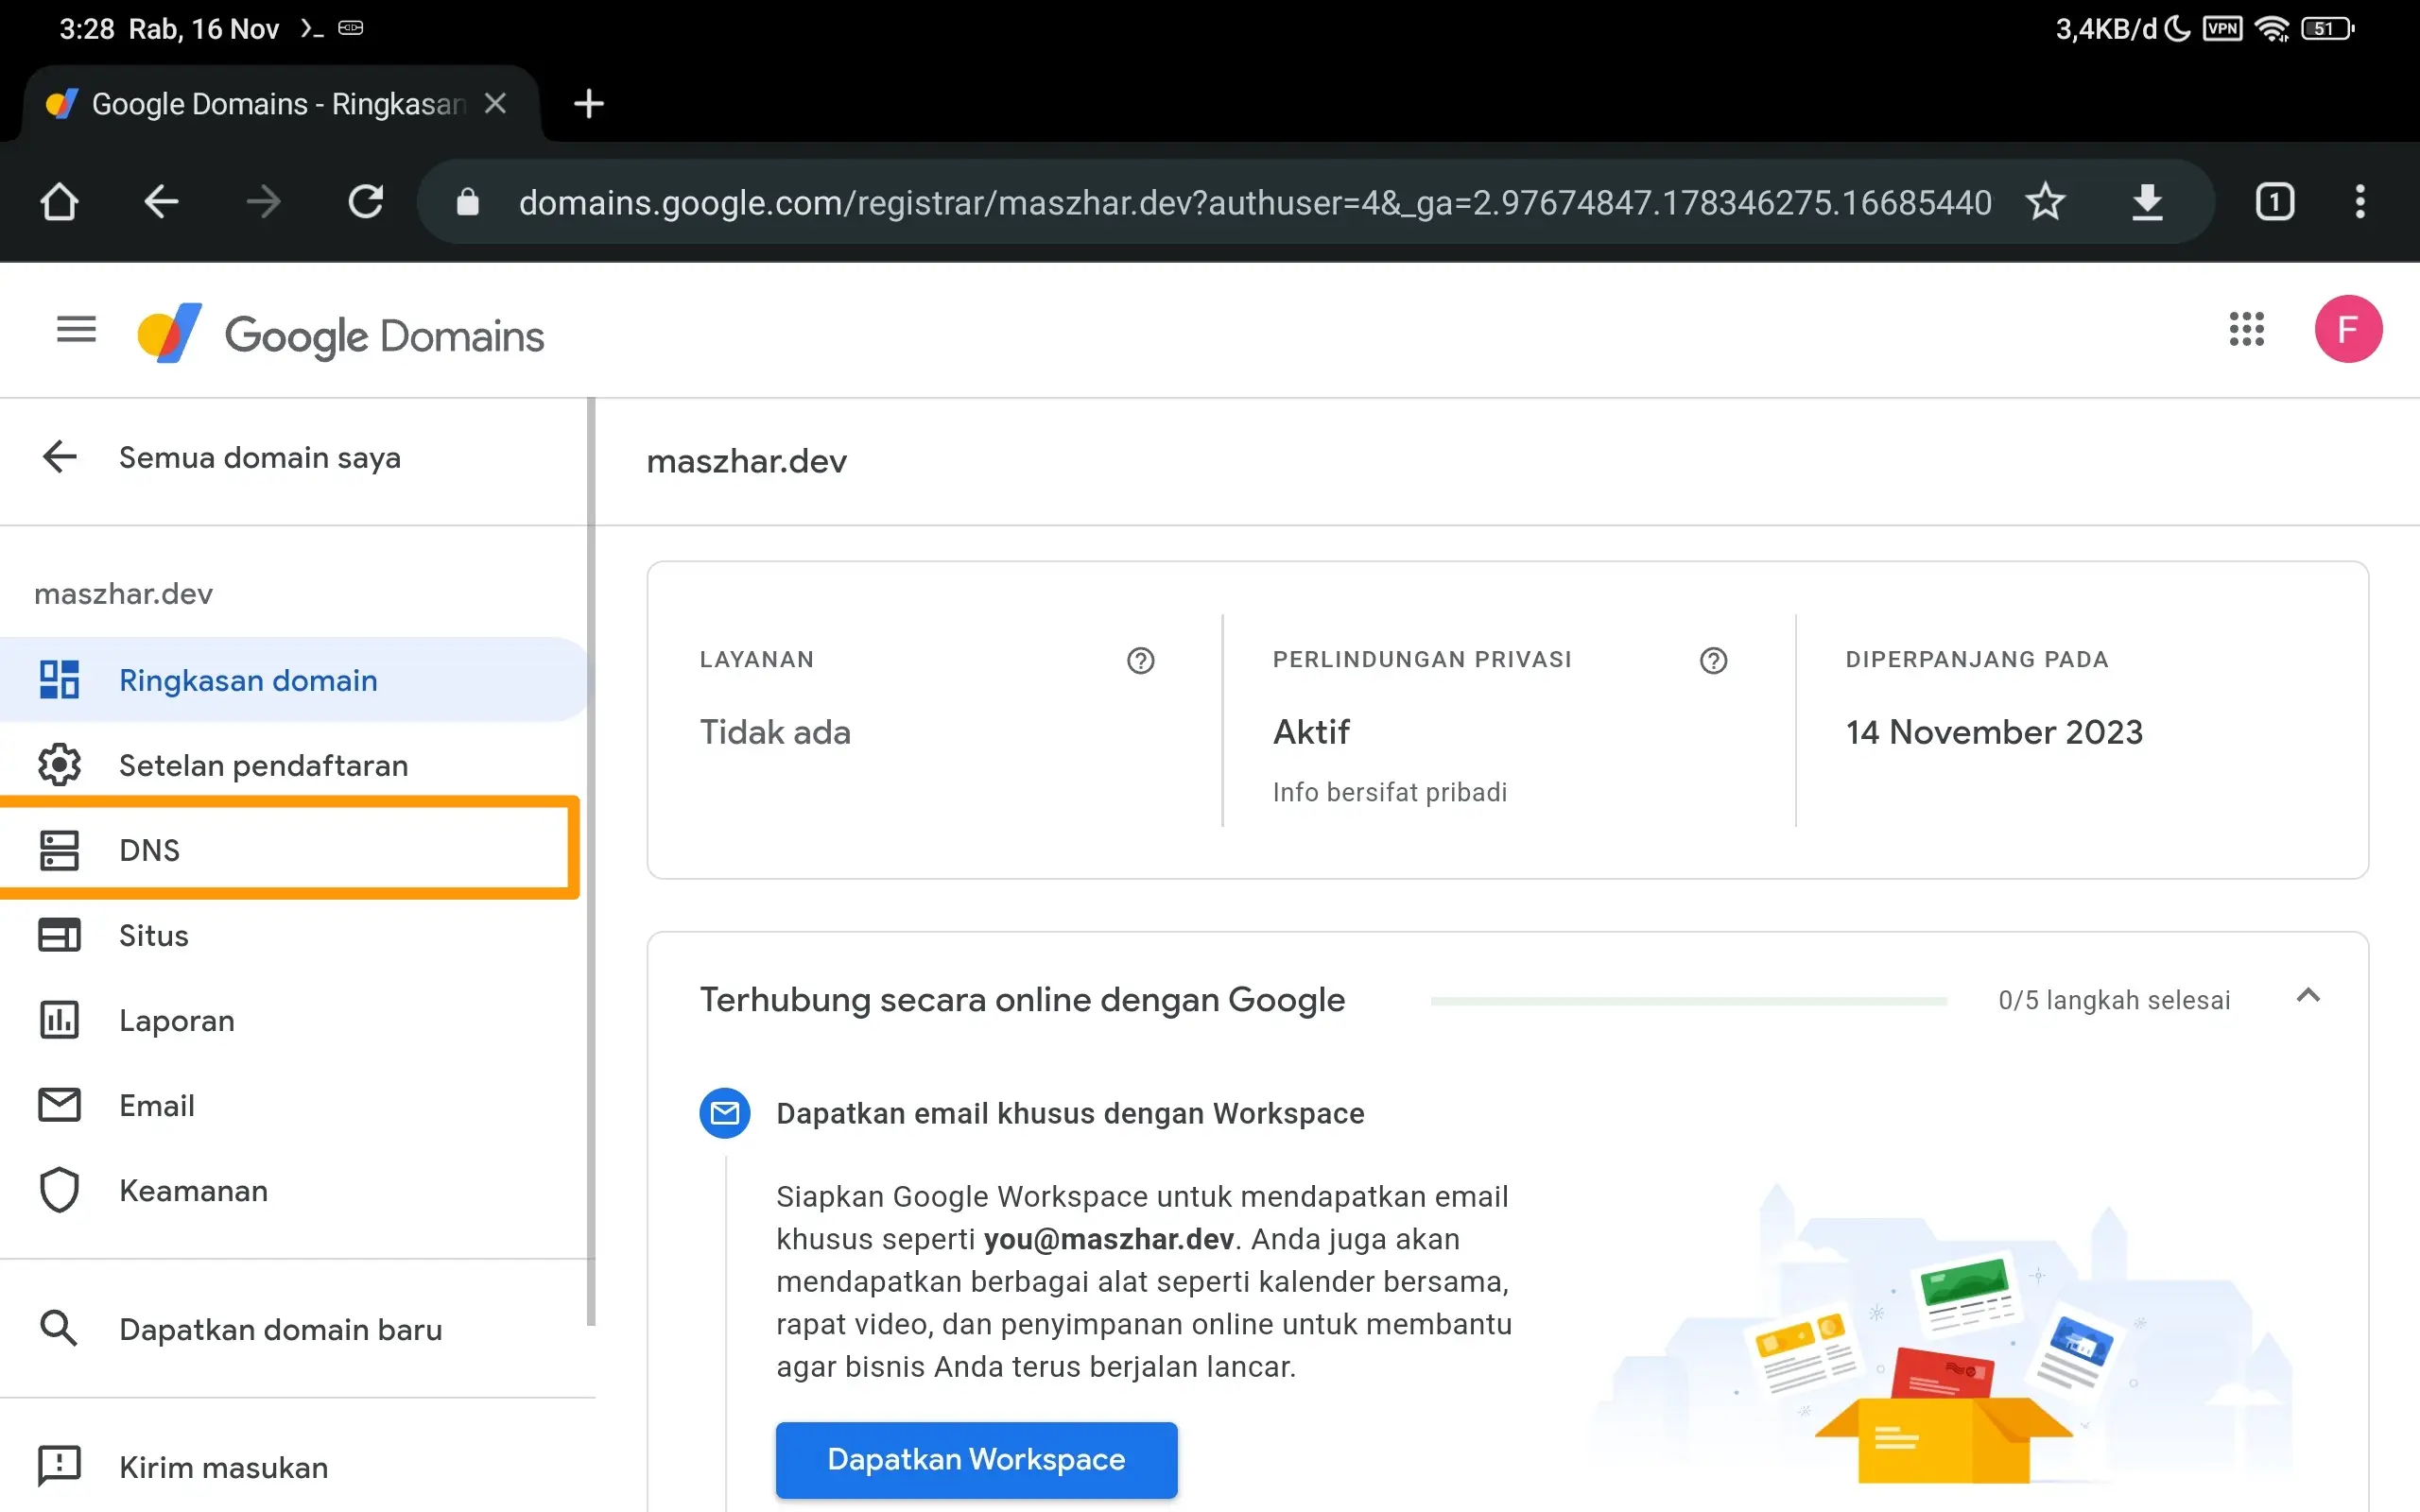 3:28 Rab, 16 Nov
3,4KB/d VPN 51
Google Domains - Ringkasan
domains.google.com/registrar/maszhar.dev?authuser=4&_ga=2.97674847.178346275.16685440
1
Google Domains
F
Semua domain saya
maszhar.dev
maszhar.dev
Ringkasan domain
Setelan pendaftaran
DNS
Situs
Laporan
Email
Keamanan
Dapatkan domain baru
Kirim masukan
LAYANAN
Tidak ada
PERLINDUNGAN PRIVASI
Aktif
Info bersifat pribadi
DIPERPANJANG PADA
14 November 2023
Terhubung secara online dengan Google
0/5 langkah selesai
Dapatkan email khusus dengan Workspace
Siapkan Google Workspace untuk mendapatkan email
khusus seperti you@maszhar.dev. Anda juga akan
mendapatkan berbagai alat seperti kalender bersama,
rapat video, dan penyimpanan online untuk membantu
agar bisnis Anda terus berjalan lancar.
Dapatkan Workspace